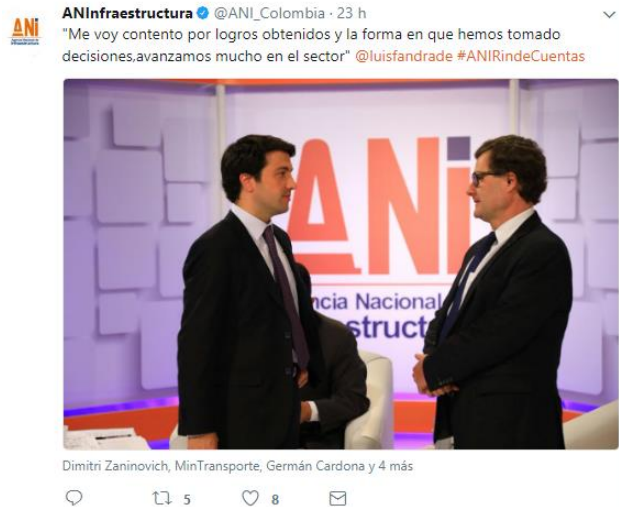 ANInfraestructura @ANI_Colombia · 23 h
"Me voy contento por logros obtenidos y la forma en que hemos tomado
decisiones,avanzamos mucho en el sector" @luisfandrade #ANIRindeCuentas
ANi
ncia Nacional
struct
Dimitri Zaninovich, MinTransporte, Germán Cardona y 4 más
5
8